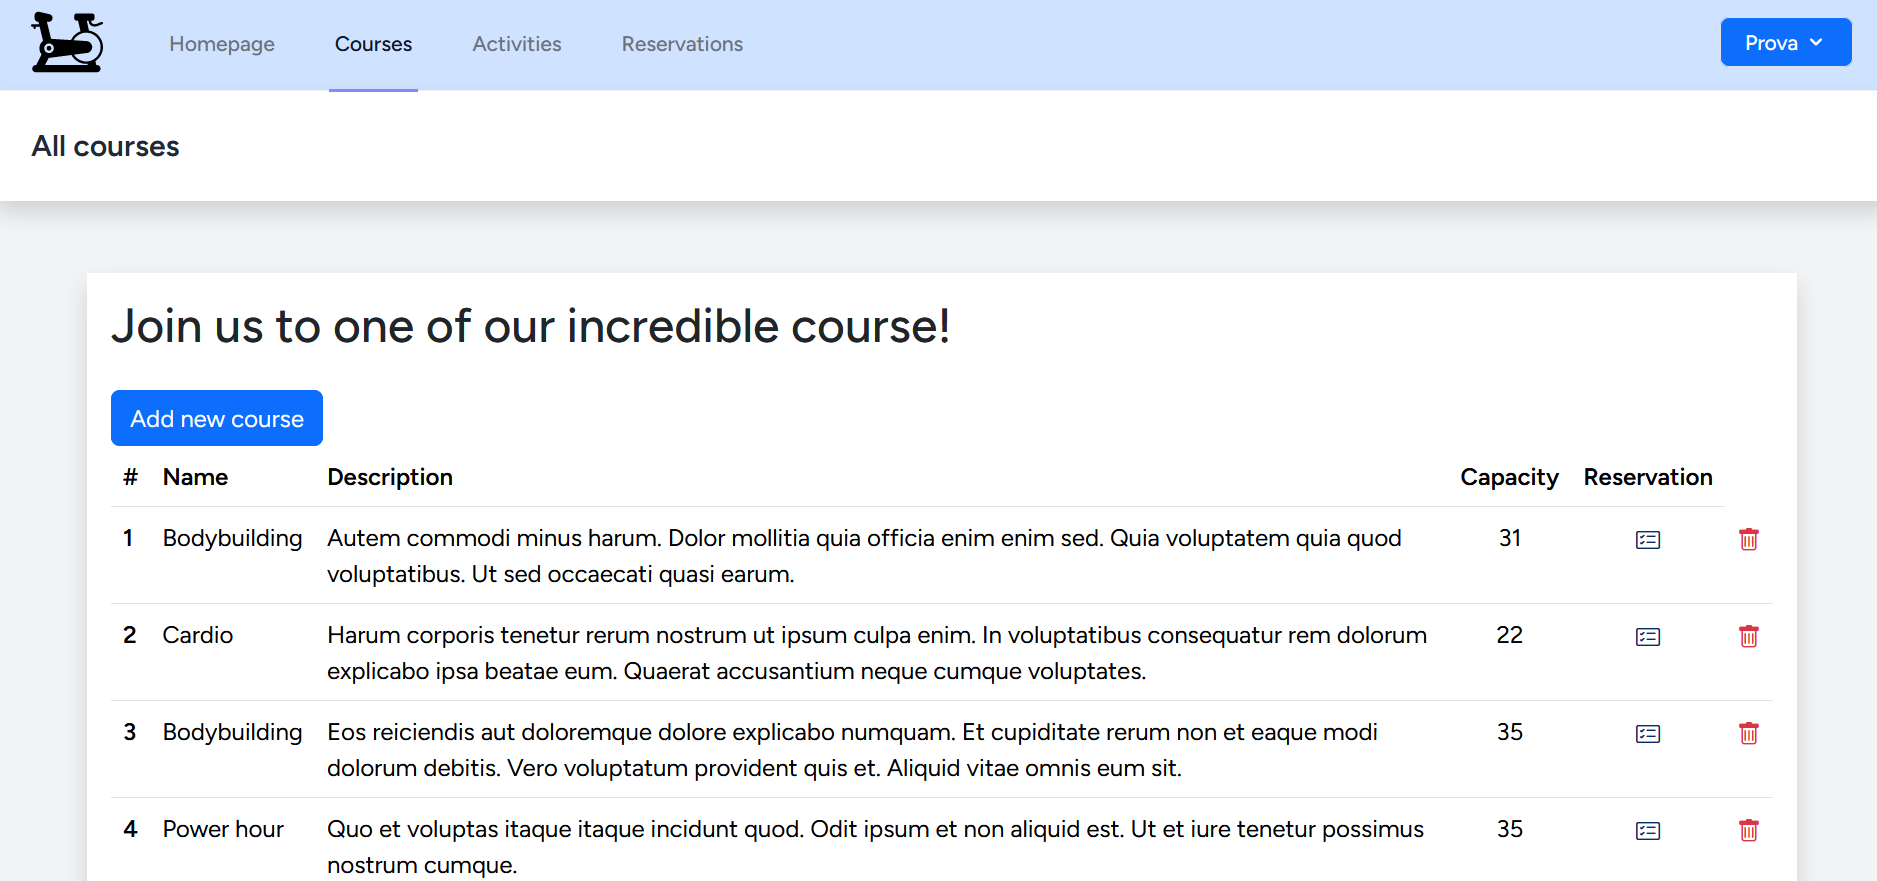 Homepage Courses Activities Reservations Prova
All courses
Join us to one of our incredible course!
Add new course
# Name Description Capacity Reservation
1 Bodybuilding Autem commodi minus harum. Dolor mollitia quia officia enim enim sed. Quia voluptatem quia quod 31
voluptatibus. Ut sed occaecati quasi earum.
2 Cardio Harum corporis tenetur rerum nostrum ut ipsum culpa enim. In voluptatibus consequatur rem dolorum 22
explicabo ipsa beatae eum. Quaerat accusantium neque cumque voluptates.
3 Bodybuilding Eos reiciendis aut doloremque dolore explicabo numquam. Et cupiditate rerum non et eaque modi 35
dolorum debitis. Vero voluptatum provident quis et. Aliquid vitae omnis eum sit.
4 Power hour Quo et voluptas itaque itaque incidunt quod. Odit ipsum et non aliquid est. Ut et iure tenetur possimus 35
nostrum cumque.